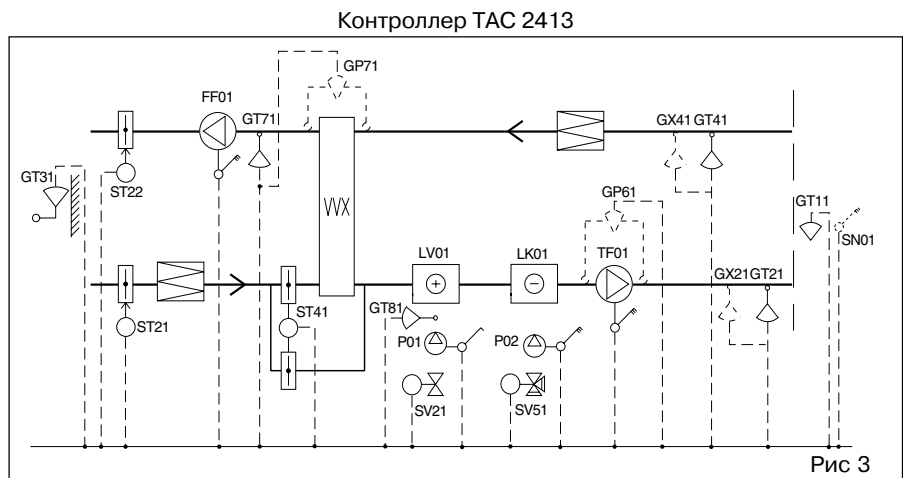 Контроллер TAC 2413
GP71
FF01
GT71
GX41 GT41
GT31
ST22
VVX
GP61
GT11
SN01
LV01
LK01
TF01
GX21 GT21
ST21
ST41
GT81
P01
P02
SV21
SV51
Рис 3